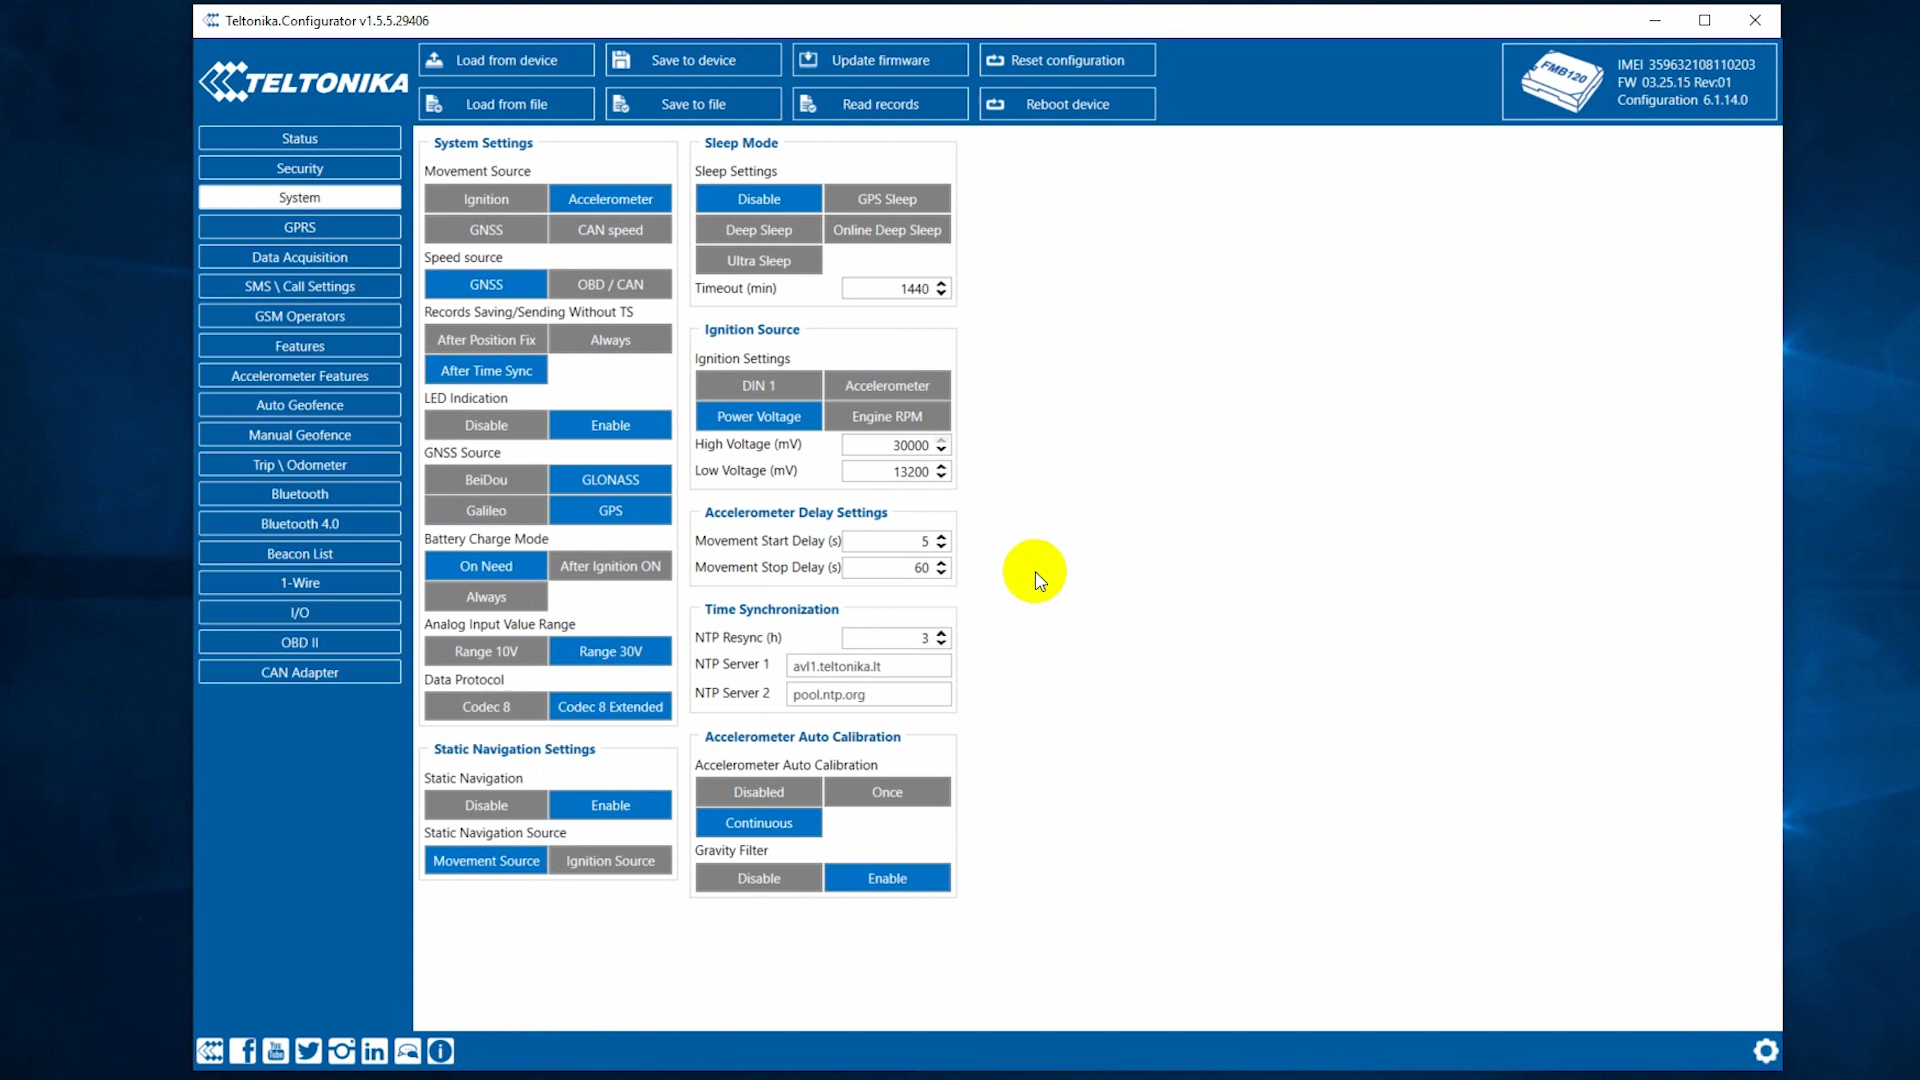 Teltonika.Configurator v1.5.5.29406
TELTONIKA
Load from device
Save to device
Update firmware
Reset configuration
Load from file
Save to file
Read records
Reboot device
FMB120
IMEI 359632108110203
FW 03.25.15 Rev:01
Configuration 6.1.14.0
Status
Security
System
GPRS
Data Acquisition
SMS \ Call Settings
GSM Operators
Features
Accelerometer Features
Auto Geofence
Manual Geofence
Trip \ Odometer
Bluetooth
Bluetooth 4.0
Beacon List
1-Wire
I/O
OBD II
CAN Adapter
System Settings
Movement Source
Ignition Accelerometer
GNSS CAN speed
Speed source
GNSS OBD / CAN
Records Saving/Sending Without TS
After Position Fix Always
After Time Sync
LED Indication
Disable Enable
GNSS Source
BeiDou GLONASS
Galileo GPS
Battery Charge Mode
On Need After Ignition ON
Always
Analog Input Value Range
Range 10V Range 30V
Data Protocol
Codec 8 Codec 8 Extended
Static Navigation Settings
Static Navigation
Disable Enable
Static Navigation Source
Movement Source Ignition Source
Sleep Mode
Sleep Settings
Disable GPS Sleep
Deep Sleep Online Deep Sleep
Ultra Sleep
Timeout (min) 1440
Ignition Source
Ignition Settings
DIN 1 Accelerometer
Power Voltage Engine RPM
High Voltage (mV) 30000
Low Voltage (mV) 13200
Accelerometer Delay Settings
Movement Start Delay (s) 5
Movement Stop Delay (s) 60
Time Synchronization
NTP Resync (h) 3
NTP Server 1 avl1.teltonika.lt
NTP Server 2 pool.ntp.org
Accelerometer Auto Calibration
Accelerometer Auto Calibration
Disabled Once
Continuous
Gravity Filter
Disable Enable